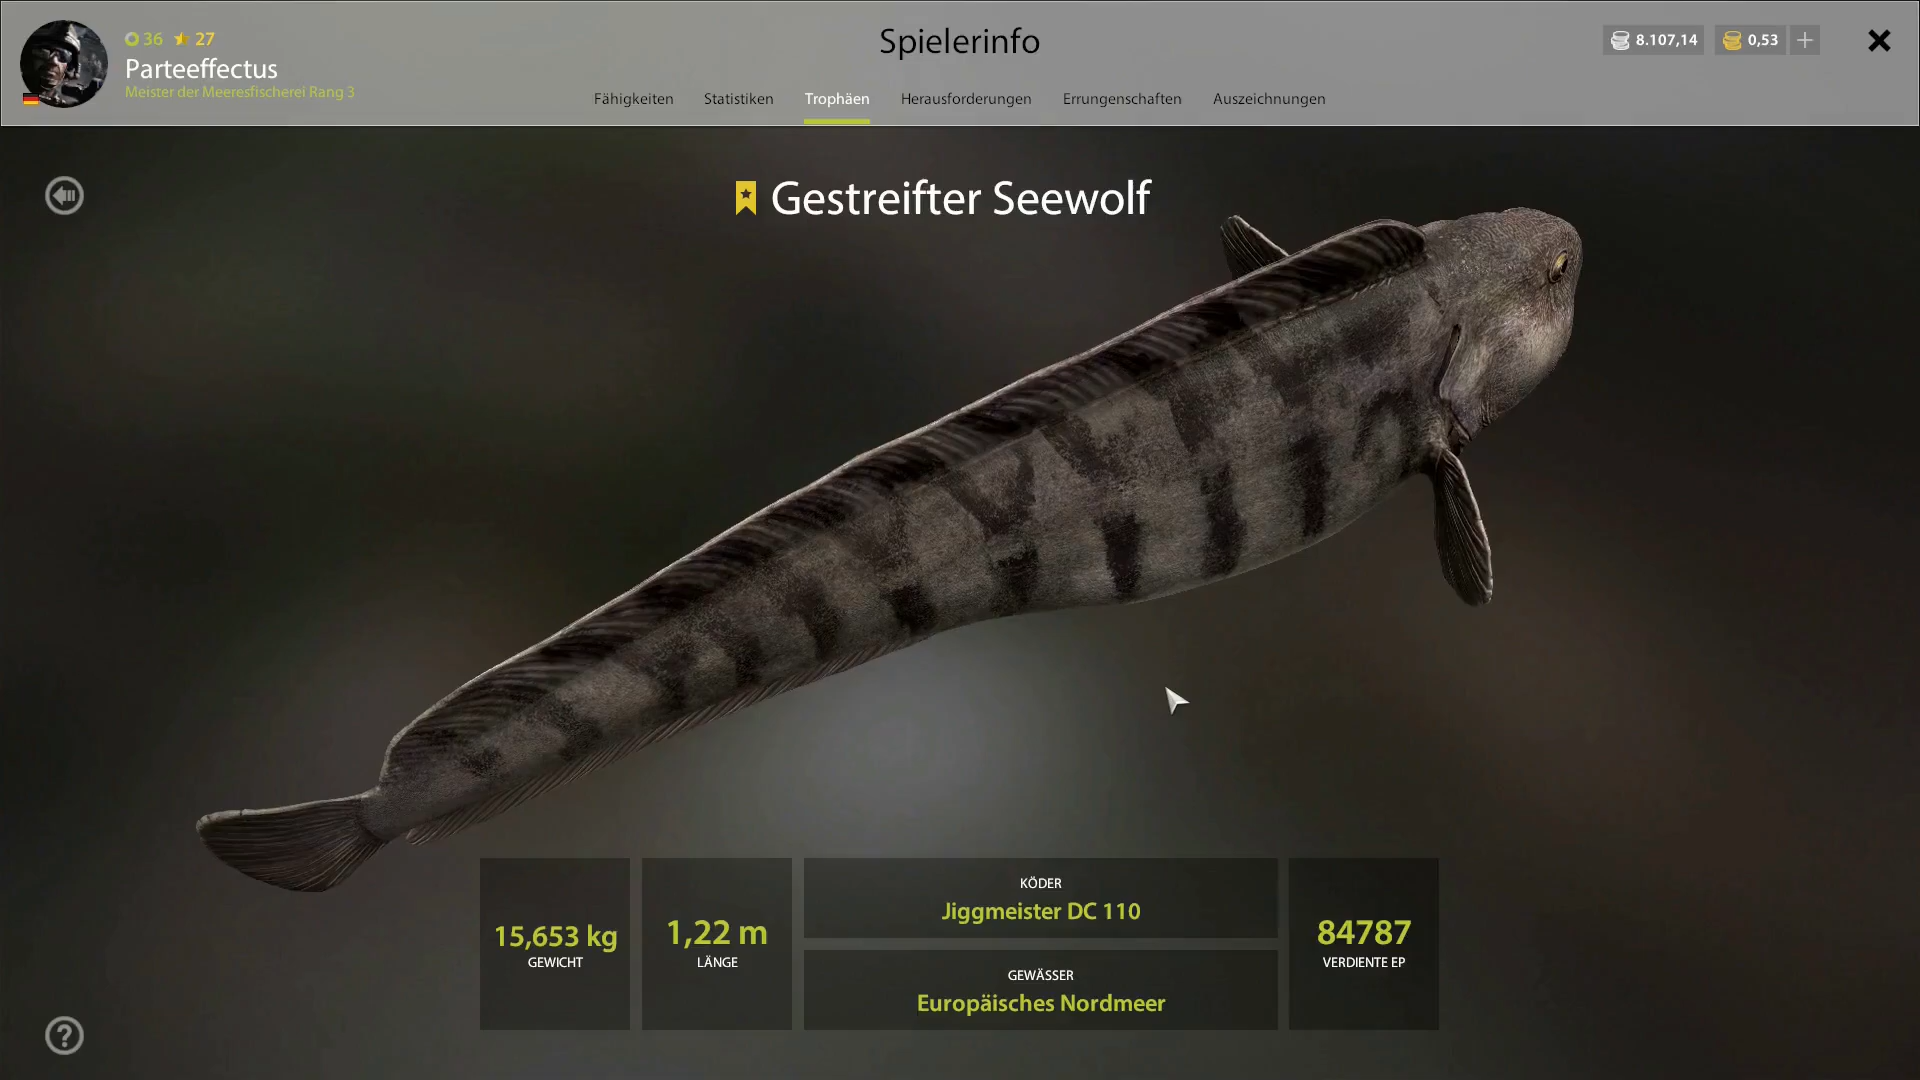 36 27
Parteeffectus
Meister der Meeresfischerei Rang 3
Spielerinfo
8.107,14 0,53
Fähigkeiten Statistiken Trophäen Herausforderungen Errungenschaften Auszeichnungen
Gestreifter Seewolf
15,653 kg
GEWICHT
1,22 m
LÄNGE
KÖDER
Jiggmeister DC 110
GEWÄSSER
Europäisches Nordmeer
84787
VERDIENTE EP